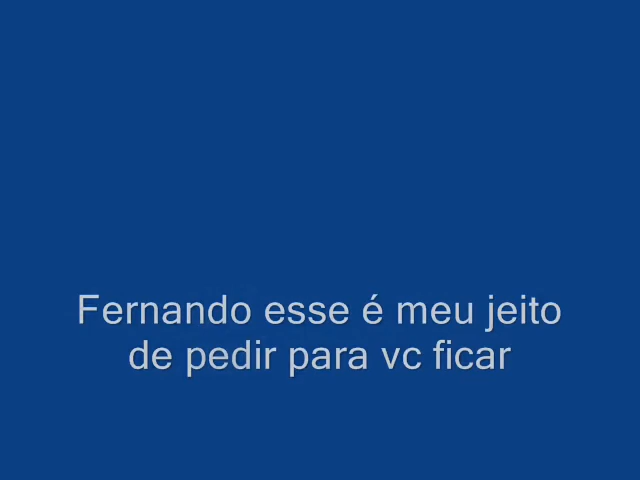 Fernando esse é meu jeito
de pedir para vc ficar